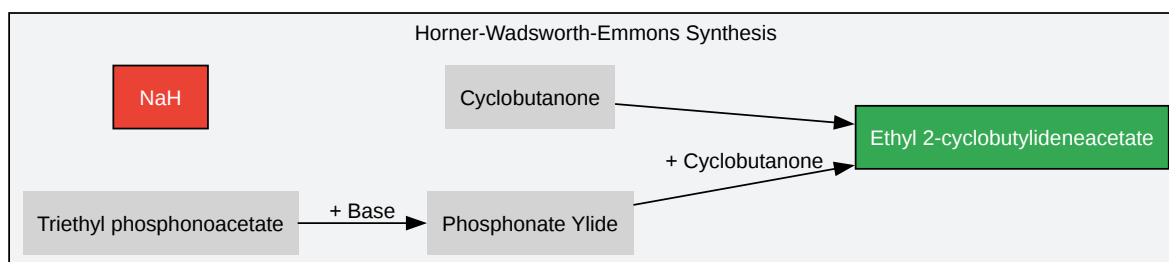 Horner-Wadsworth-Emmons Synthesis
NaH
Cyclobutanone
Ethyl 2-cyclobutylideneacetate
+ Cyclobutanone
Triethyl phosphonoacetate
+ Base
Phosphonate Ylide